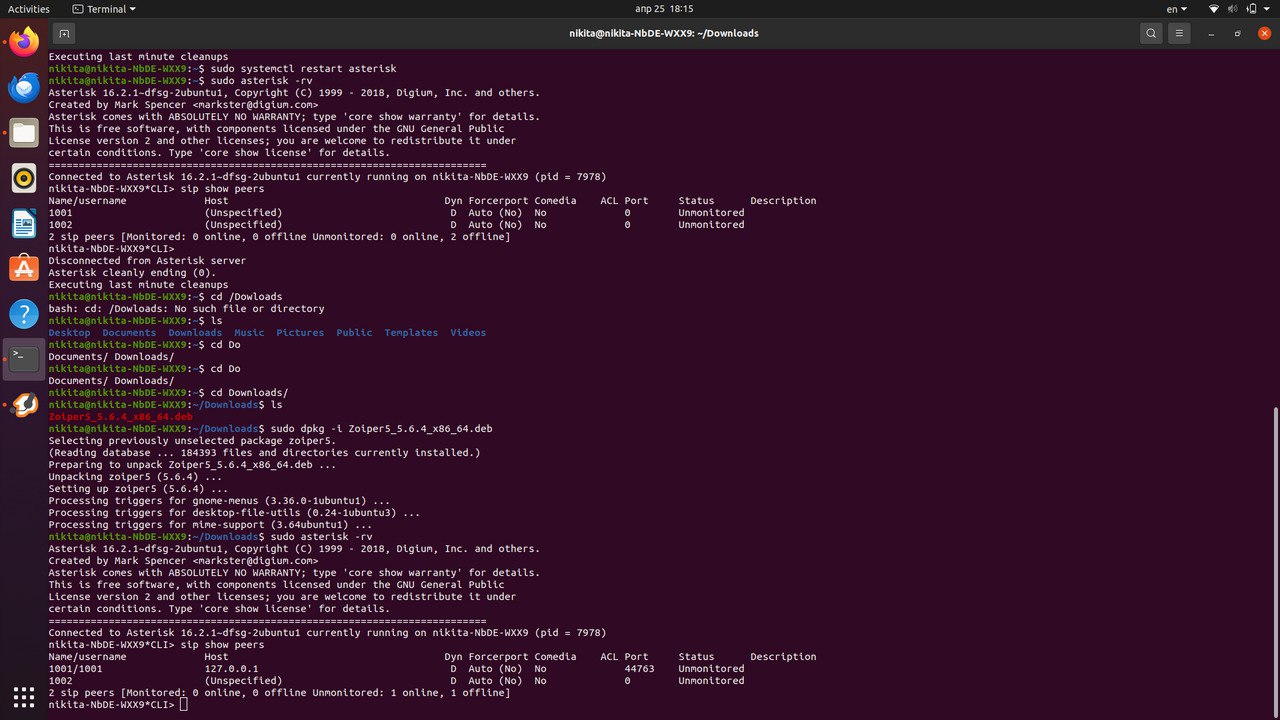 Activities
Terminal
апр 25 18:15
en
nikita@nikita-NbDE-WXX9: ~/Downloads
Executing last minute cleanups
nikita@nikita-NbDE-WXX9:~$ sudo systemctl restart asterisk
nikita@nikita-NbDE-WXX9:~$ sudo asterisk -rv
Asterisk 16.2.1~dfsg-2ubuntu1, Copyright (C) 1999 - 2018, Digium, Inc. and others.
Created by Mark Spencer <markster@digium.com>
Asterisk comes with ABSOLUTELY NO WARRANTY; type 'core show warranty' for details.
This is free software, with components licensed under the GNU General Public
License version 2 and other licenses; you are welcome to redistribute it under
certain conditions. Type 'core show license' for details.
=========================================================================
Connected to Asterisk 16.2.1~dfsg-2ubuntu1 currently running on nikita-NbDE-WXX9 (pid = 7978)
nikita-NbDE-WXX9*CLI> sip show peers
Name/username Host Dyn Forcerport Comedia ACL Port Status Description
1001 (Unspecified) D Auto (No) No 0 Unmonitored
1002 (Unspecified) D Auto (No) No 0 Unmonitored
2 sip peers [Monitored: 0 online, 0 offline Unmonitored: 0 online, 2 offline]
nikita-NbDE-WXX9*CLI>
Disconnected from Asterisk server
Asterisk cleanly ending (0).
Executing last minute cleanups
nikita@nikita-NbDE-WXX9:~$ cd /Dowloads
bash: cd: /Dowloads: No such file or directory
nikita@nikita-NbDE-WXX9:~$ ls
Desktop Documents Downloads Music Pictures Public Templates Videos
nikita@nikita-NbDE-WXX9:~$ cd Do
Documents/ Downloads/
nikita@nikita-NbDE-WXX9:~$ cd Do
Documents/ Downloads/
nikita@nikita-NbDE-WXX9:~$ cd Downloads/
nikita@nikita-NbDE-WXX9:~/Downloads$ ls
Zoiper5_5.6.4_x86_64.deb
nikita@nikita-NbDE-WXX9:~/Downloads$ sudo dpkg -i Zoiper5_5.6.4_x86_64.deb
Selecting previously unselected package zoiper5.
(Reading database ... 184393 files and directories currently installed.)
Preparing to unpack Zoiper5_5.6.4_x86_64.deb ...
Unpacking zoiper5 (5.6.4) ...
Setting up zoiper5 (5.6.4) ...
Processing triggers for gnome-menus (3.36.0-1ubuntu1) ...
Processing triggers for desktop-file-utils (0.24-1ubuntu3) ...
Processing triggers for mime-support (3.64ubuntu1) ...
nikita@nikita-NbDE-WXX9:~/Downloads$ sudo asterisk -rv
Asterisk 16.2.1~dfsg-2ubuntu1, Copyright (C) 1999 - 2018, Digium, Inc. and others.
Created by Mark Spencer <markster@digium.com>
Asterisk comes with ABSOLUTELY NO WARRANTY; type 'core show warranty' for details.
This is free software, with components licensed under the GNU General Public
License version 2 and other licenses; you are welcome to redistribute it under
certain conditions. Type 'core show license' for details.
=========================================================================
Connected to Asterisk 16.2.1~dfsg-2ubuntu1 currently running on nikita-NbDE-WXX9 (pid = 7978)
nikita-NbDE-WXX9*CLI> sip show peers
Name/username Host Dyn Forcerport Comedia ACL Port Status Description
1001/1001 127.0.0.1 D Auto (No) No 44763 Unmonitored
1002 (Unspecified) D Auto (No) No 0 Unmonitored
2 sip peers [Monitored: 0 online, 0 offline Unmonitored: 1 online, 1 offline]
nikita-NbDE-WXX9*CLI>